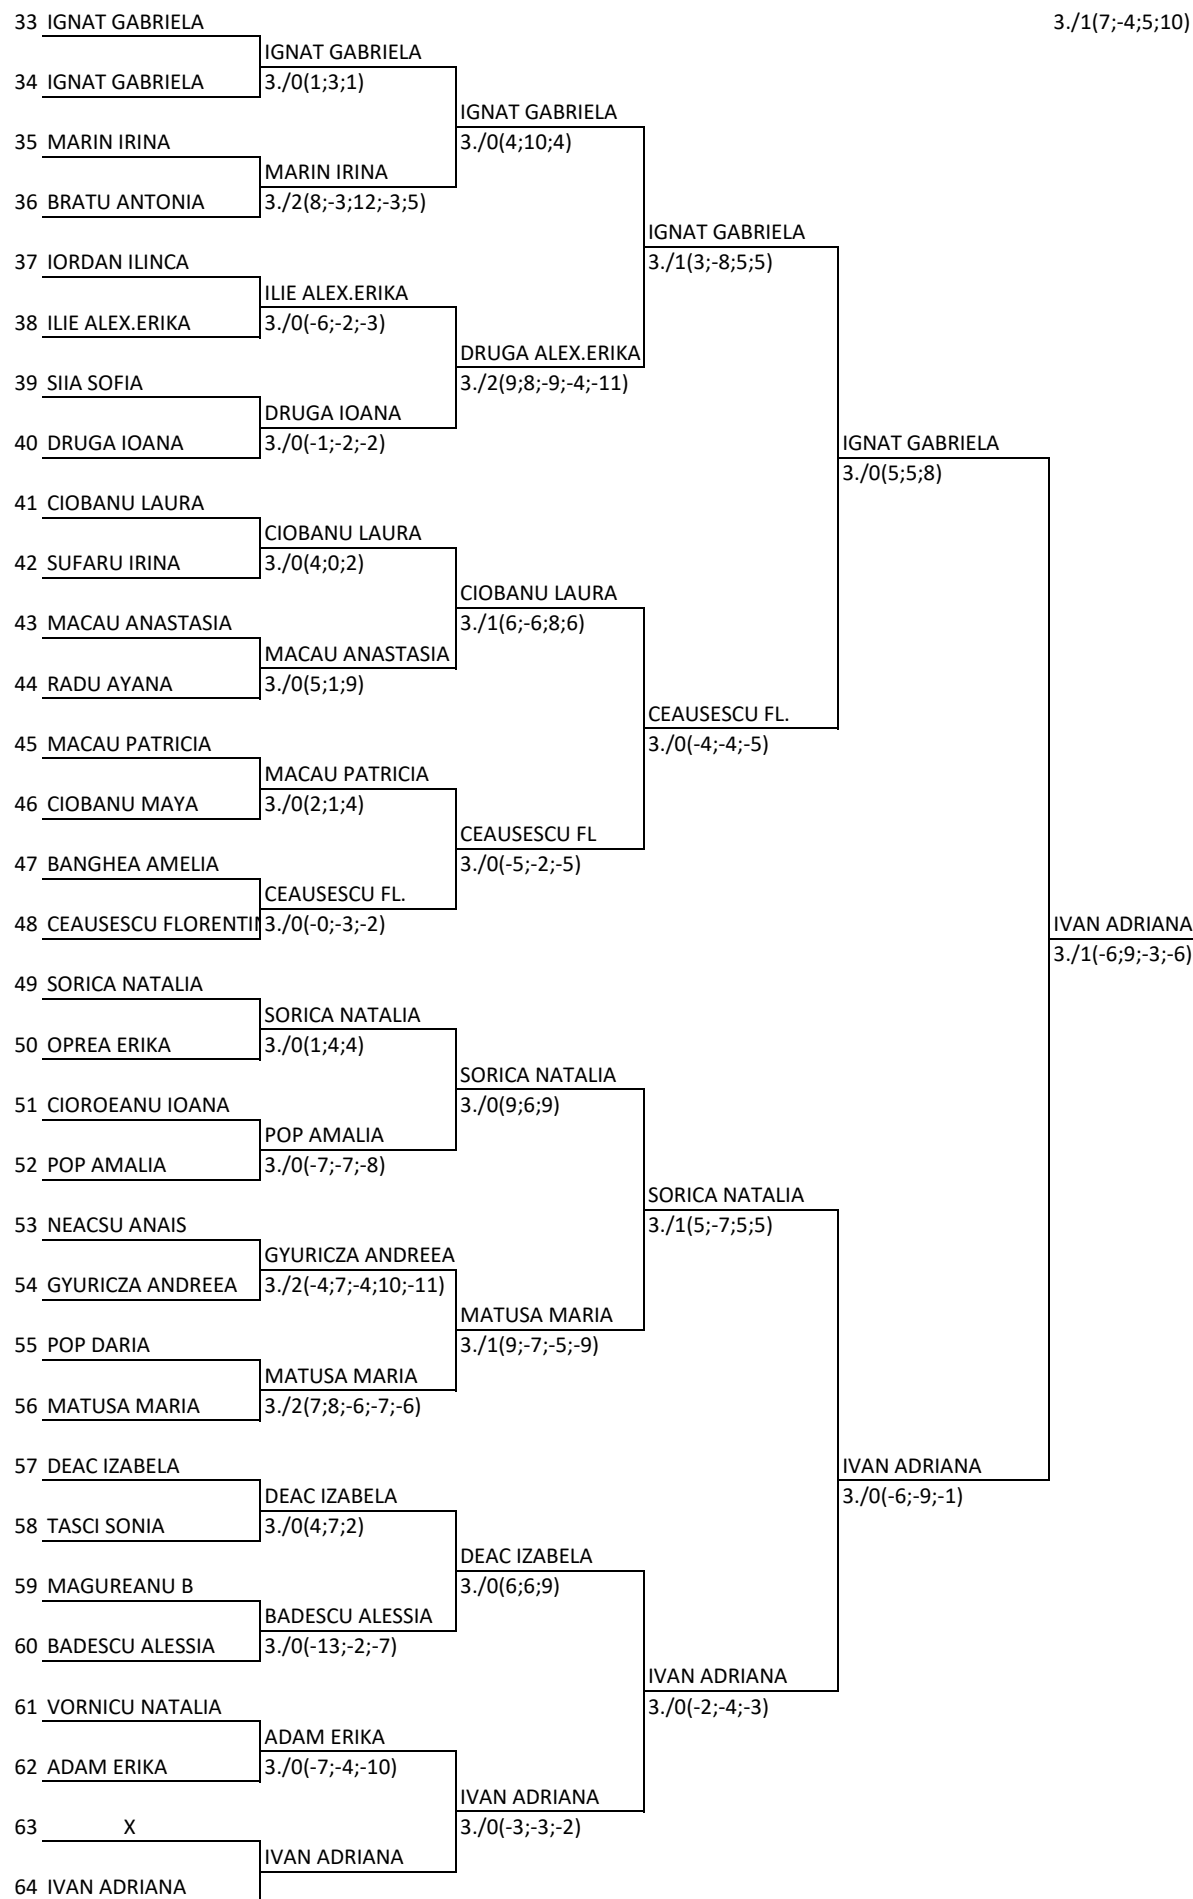 33 IGNAT GABRIELA
3./1(7;-4;5;10)
IGNAT GABRIELA
34 IGNAT GABRIELA
3./0(1;3;1)
IGNAT GABRIELA
35 MARIN IRINA
3./0(4;10;4)
MARIN IRINA
36 BRATU ANTONIA
3./2(8;-3;12;-3;5)
IGNAT GABRIELA
37 IORDAN ILINCA
3./1(3;-8;5;5)
ILIE ALEX.ERIKA
38 ILIE ALEX.ERIKA
3./0(-6;-2;-3)
DRUGA ALEX.ERIKA
39 SIIA SOFIA
3./2(9;8;-9;-4;-11)
DRUGA IOANA
40 DRUGA IOANA
3./0(-1;-2;-2)
IGNAT GABRIELA
3./0(5;5;8)
41 CIOBANU LAURA
CIOBANU LAURA
42 SUFARU IRINA
3./0(4;0;2)
CIOBANU LAURA
43 MACAU ANASTASIA
3./1(6;-6;8;6)
MACAU ANASTASIA
44 RADU AYANA
3./0(5;1;9)
CEAUSESCU FL.
45 MACAU PATRICIA
3./0(-4;-4;-5)
MACAU PATRICIA
46 CIOBANU MAYA
3./0(2;1;4)
CEAUSESCU FL
47 BANGHEA AMELIA
3./0(-5;-2;-5)
CEAUSESCU FL.
48 CEAUSESCU FLORENTIN
3./0(-0;-3;-2)
IVAN ADRIANA
3./1(-6;9;-3;-6)
49 SORICA NATALIA
SORICA NATALIA
50 OPREA ERIKA
3./0(1;4;4)
SORICA NATALIA
51 CIOROEANU IOANA
3./0(9;6;9)
POP AMALIA
52 POP AMALIA
3./0(-7;-7;-8)
SORICA NATALIA
53 NEACSU ANAIS
3./1(5;-7;5;5)
GYURICZA ANDREEA
54 GYURICZA ANDREEA
3./2(-4;7;-4;10;-11)
MATUSA MARIA
55 POP DARIA
3./1(9;-7;-5;-9)
MATUSA MARIA
56 MATUSA MARIA
3./2(7;8;-6;-7;-6)
57 DEAC IZABELA
IVAN ADRIANA
3./0(-6;-9;-1)
DEAC IZABELA
58 TASCI SONIA
3./0(4;7;2)
DEAC IZABELA
59 MAGUREANU B
3./0(6;6;9)
BADESCU ALESSIA
60 BADESCU ALESSIA
3./0(-13;-2;-7)
IVAN ADRIANA
61 VORNICU NATALIA
3./0(-2;-4;-3)
ADAM ERIKA
62 ADAM ERIKA
3./0(-7;-4;-10)
IVAN ADRIANA
63 X
3./0(-3;-3;-2)
IVAN ADRIANA
64 IVAN ADRIANA